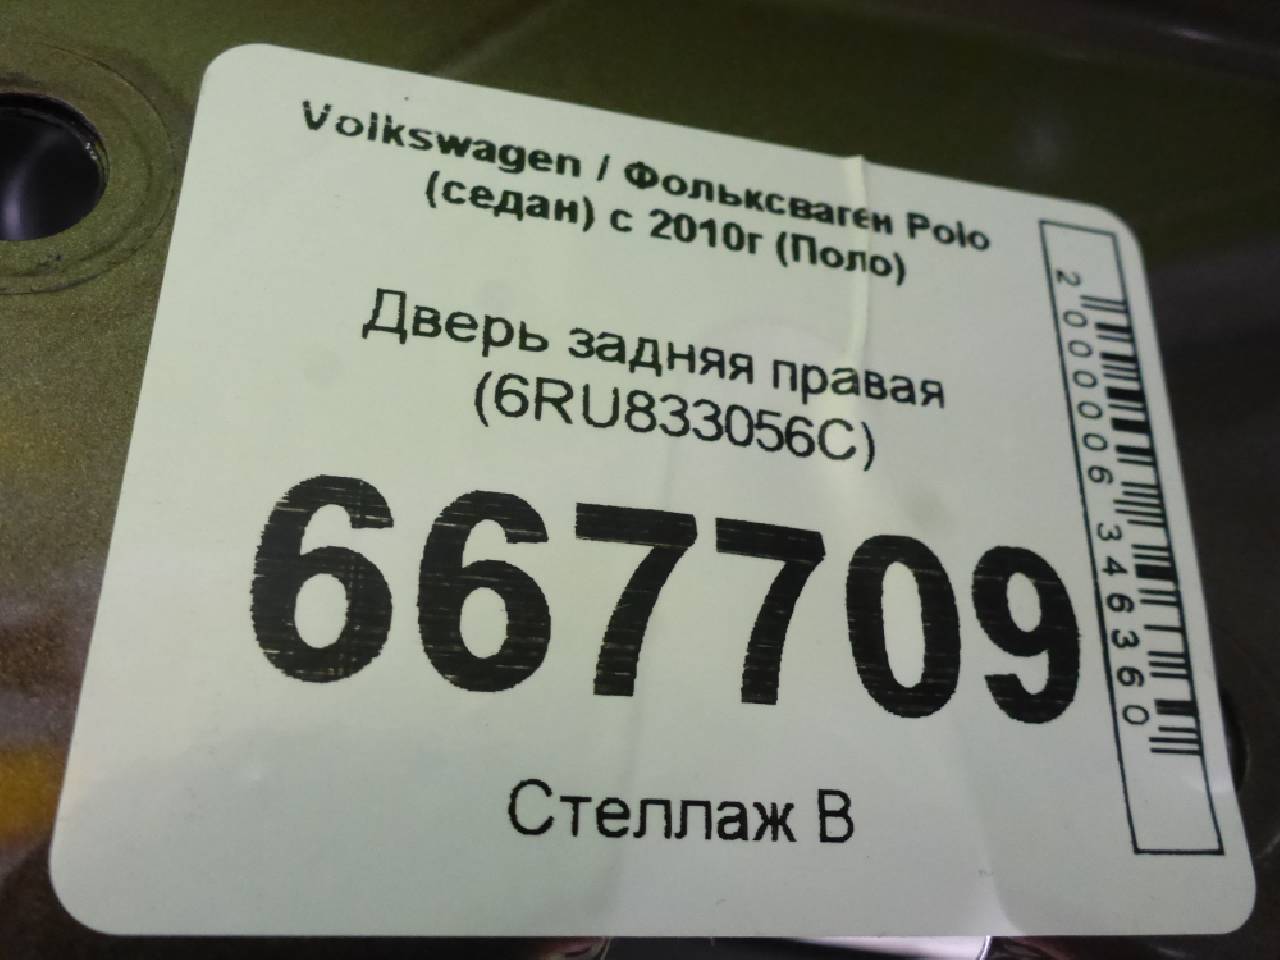 Volkswagen / Фольксваген Polo
(седан) с 2010г (Поло)
Дверь задняя правая
(6RU833056C)
667709
Стеллаж В
2000006346360